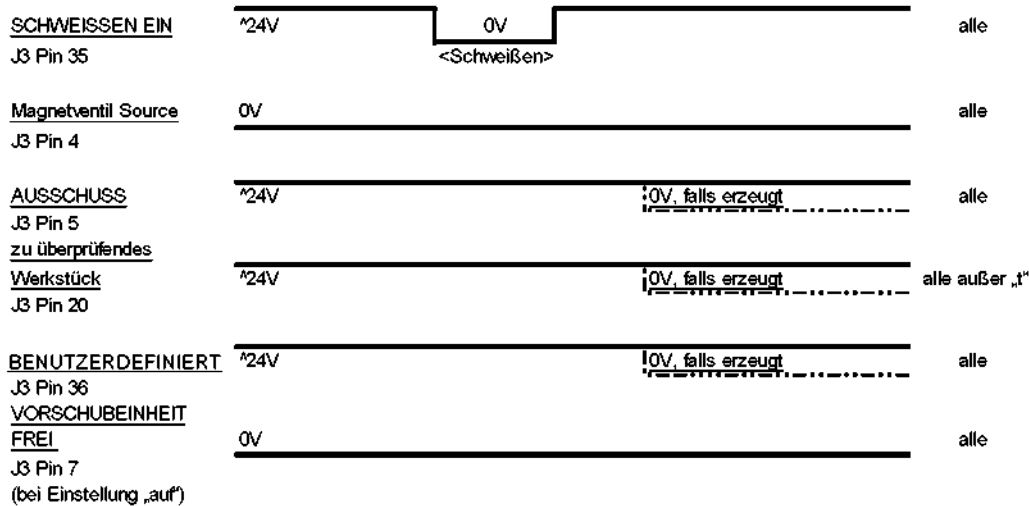 SCHWEISSEN EIN ^24V 0V alle
J3 Pin 35 <Schweißen>
Magnetventil Source 0V alle
J3 Pin 4
AUSSCHUSS ^24V 0V, falls erzeugt alle
J3 Pin 5
zu überprüfendes
Werkstück ^24V 0V, falls erzeugt alle außer „t“
J3 Pin 20
BENUTZERDEFINIERT ^24V 0V, falls erzeugt alle
J3 Pin 36
VORSCHUBEINHEIT
FREI 0V alle
J3 Pin 7
(bei Einstellung „auf“)